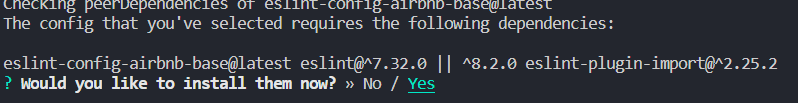 Checking peerDependencies of eslint-config-airbnb-base@latest
The config that you've selected requires the following dependencies:
eslint-config-airbnb-base@latest eslint@^7.32.0 || ^8.2.0 eslint-plugin-import@^2.25.2
? Would you like to install them now? » No / Yes